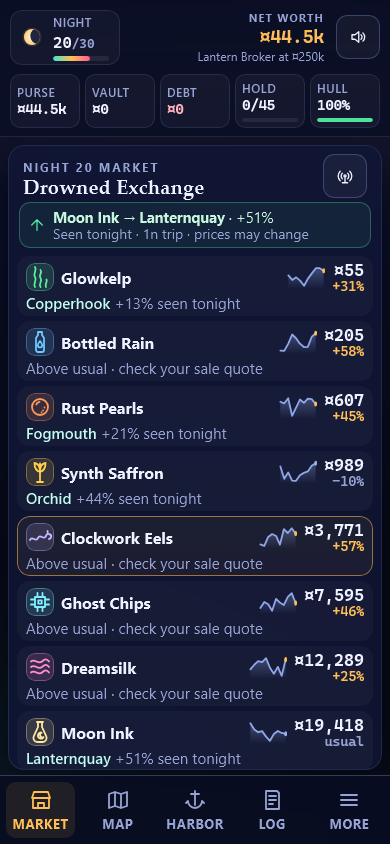 NIGHT
20/30
NET WORTH
¤44.5k
Lantern Broker at ¤250k
PURSE
¤44.5k
VAULT
¤0
DEBT
¤0
HOLD
0/45
HULL
100%
NIGHT 20 MARKET
Drowned Exchange
Moon Ink → Lanternquay · +51%
Seen tonight · 1n trip · prices may change
Glowkelp
¤55
+31%
Copperhook +13% seen tonight
Bottled Rain
¤205
+58%
Above usual · check your sale quote
Rust Pearls
¤607
+45%
Fogmouth +21% seen tonight
Synth Saffron
¤989
−10%
Orchid +44% seen tonight
Clockwork Eels
¤3,771
+57%
Above usual · check your sale quote
Ghost Chips
¤7,595
+46%
Above usual · check your sale quote
Dreamsilk
¤12,289
+25%
Above usual · check your sale quote
Moon Ink
¤19,418
usual
Lanternquay +51% seen tonight
MARKET
MAP
HARBOR
LOG
MORE